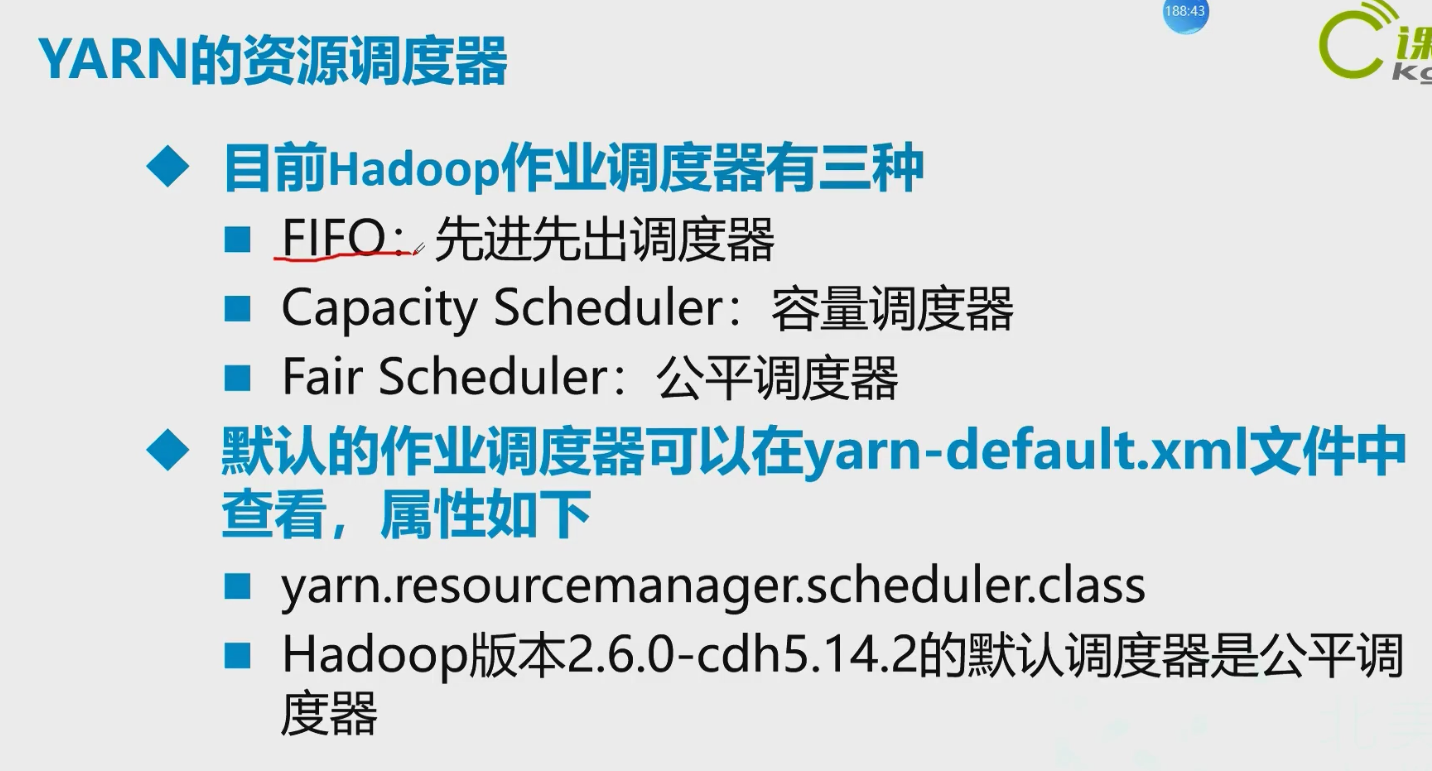 188:43
YARN的资源调度器
目前Hadoop作业调度器有三种
FIFO：先进先出调度器
Capacity Scheduler：容量调度器
Fair Scheduler：公平调度器
默认的作业调度器可以在yarn-default.xml文件中
查看，属性如下
yarn.resourcemanager.scheduler.class
Hadoop版本2.6.0-cdh5.14.2的默认调度器是公平调
度器